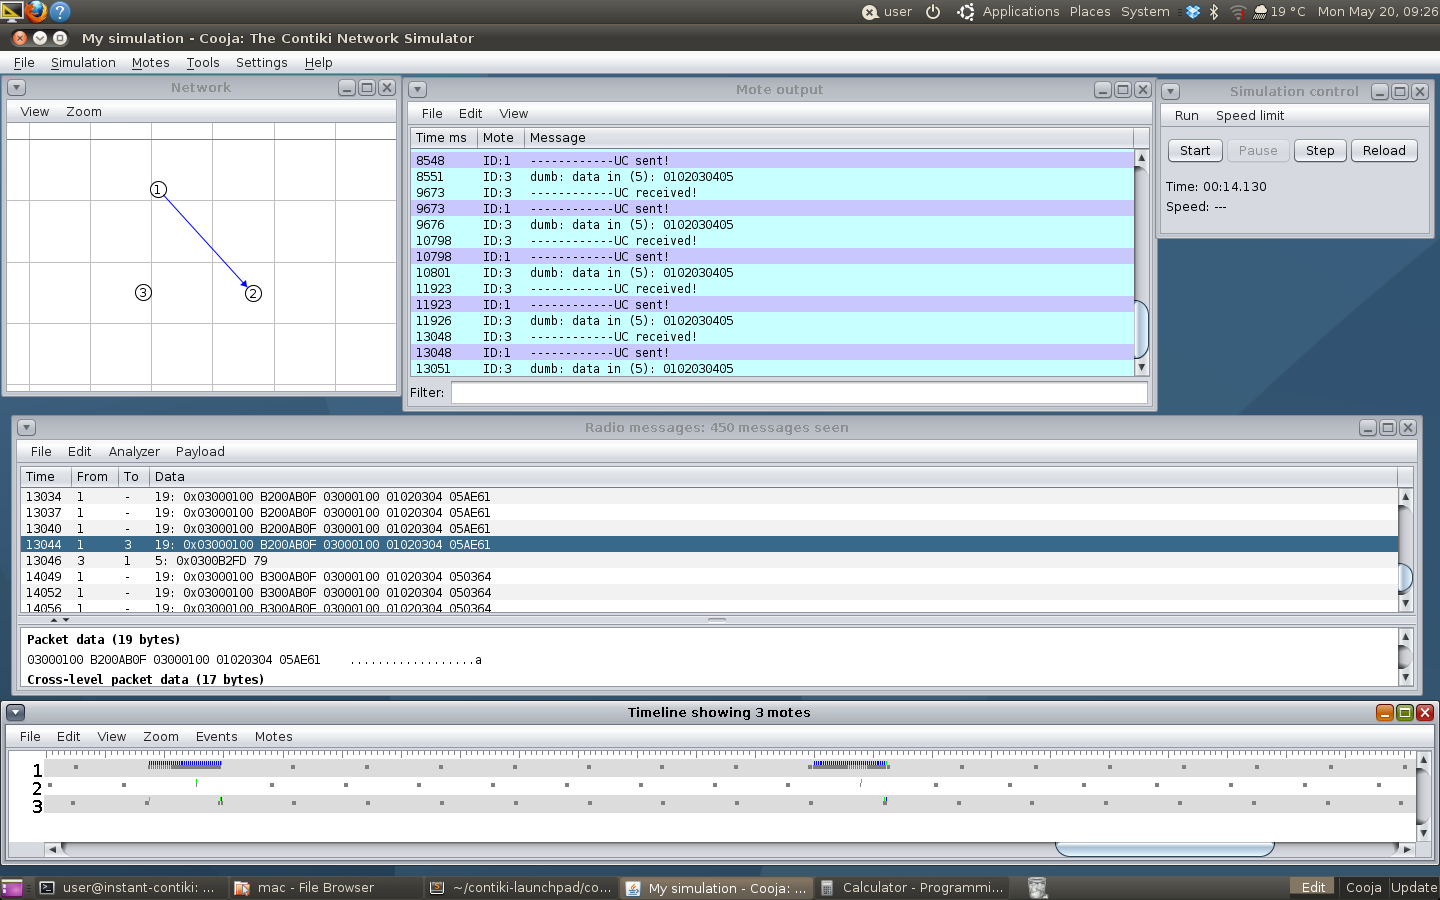 user Applications Places System 19 °C Mon May 20, 09:26
My simulation - Cooja: The Contiki Network Simulator
File Simulation Motes Tools Settings Help
Network
View Zoom
1
3
2
Mote output
File Edit View
Time ms Mote Message
8548 ID:1 ------------UC sent!
8551 ID:3 dumb: data in (5): 0102030405
9673 ID:3 ------------UC received!
9673 ID:1 ------------UC sent!
9676 ID:3 dumb: data in (5): 0102030405
10798 ID:3 ------------UC received!
10798 ID:1 ------------UC sent!
10801 ID:3 dumb: data in (5): 0102030405
11923 ID:3 ------------UC received!
11923 ID:1 ------------UC sent!
11926 ID:3 dumb: data in (5): 0102030405
13048 ID:3 ------------UC received!
13048 ID:1 ------------UC sent!
13051 ID:3 dumb: data in (5): 0102030405
Filter:
Simulation control
Run Speed limit
Start Pause Step Reload
Time: 00:14.130
Speed: ---
Radio messages: 450 messages seen
File Edit Analyzer Payload
Time From To Data
13034 1 - 19: 0x03000100 B200AB0F 03000100 01020304 05AE61
13037 1 - 19: 0x03000100 B200AB0F 03000100 01020304 05AE61
13040 1 - 19: 0x03000100 B200AB0F 03000100 01020304 05AE61
13044 1 3 19: 0x03000100 B200AB0F 03000100 01020304 05AE61
13046 3 1 5: 0x0300B2FD 79
14049 1 - 19: 0x03000100 B300AB0F 03000100 01020304 050364
14052 1 - 19: 0x03000100 B300AB0F 03000100 01020304 050364
14056 1 - 19: 0x03000100 B300AB0F 03000100 01020304 050364
Packet data (19 bytes)
03000100 B200AB0F 03000100 01020304 05AE61 ..................a
Cross-level packet data (17 bytes)
Timeline showing 3 motes
File Edit View Zoom Events Motes
1
2
3
user@instant-contiki: ... mac - File Browser ~/contiki-launchpad/co... My simulation - Cooja: ... Calculator - Programmi... Edit Cooja Update